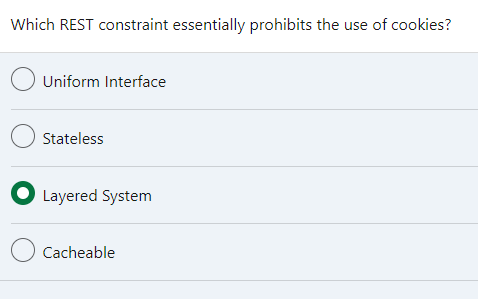 Which REST constraint essentially prohibits the use of cookies?
Uniform Interface
Stateless
Layered System
Cacheable